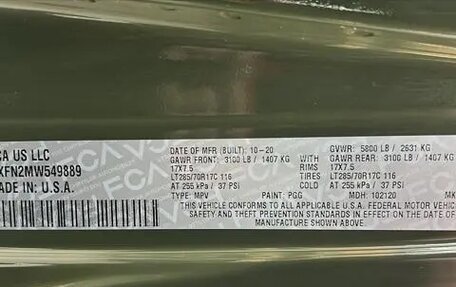 CA US LLC
XFN2MW549889
MADE IN: U.S.A.
DATE OF MFR (BUILT): 10-20 GVWR: 5800 LB / 2631 KG
GAWR FRONT: 3100 LB / 1407 KG GAWR REAR: 3100 LB / 1407 KG
17X7.5 RIMS 17X7.5
LT285/70R17C 116 TIRES LT285/70R17C 116
AT 255 kPa / 37 PSI COLD AT 255 kPa / 37 PSI
TYPE: MPV PAINT: PGG MDH: 102120 MK
THIS VEHICLE CONFORMS TO ALL APPLICABLE U.S.A. FEDERAL MOTOR VEHICLE
SAFETY AND THEFT PREVENTION STANDARDS IN EFFECT ON THE DATE OF
MANUFACTURE SHOWN ABOVE.